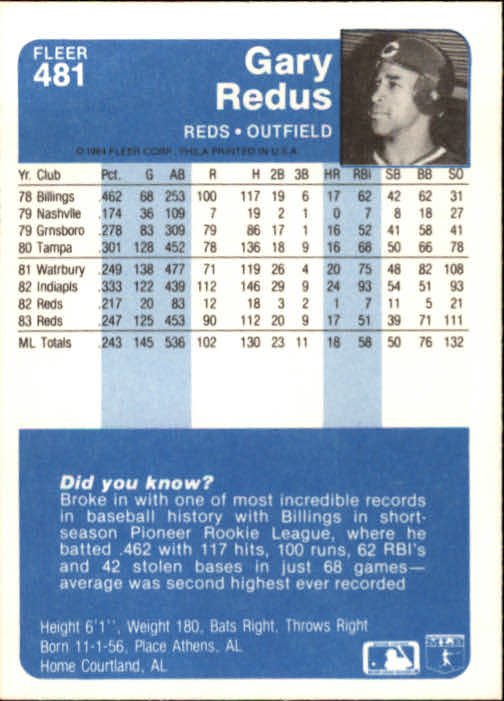 FLEER
481
Gary
Redus
REDS • OUTFIELD
© 1984 FLEER CORP., PHILA PRINTED IN U.S.A.
Yr. Club Pct. G AB R H 2B 3B HR RBI SB BB SO
78 Billings .462 68 253 100 117 19 6 17 62 42 62 31
79 Nashvlle .174 36 109 7 19 2 1 0 7 8 18 27
79 Grnsboro .278 83 309 79 86 17 1 16 52 41 58 41
80 Tampa .301 128 452 78 136 18 9 16 68 50 66 78
81 Watrbury .249 138 477 71 119 26 4 20 75 48 82 108
82 Indiapls .333 122 439 112 146 29 9 24 93 54 51 93
82 Reds .217 20 83 12 18 3 2 1 7 11 5 21
83 Reds .247 125 453 90 112 20 9 17 51 39 71 111
ML Totals .243 145 536 102 130 23 11 18 58 50 76 132
Did you know?
Broke in with one of most incredible records
in baseball history with Billings in short-
season Pioneer Rookie League, where he
batted .462 with 117 hits, 100 runs, 62 RBI's
and 42 stolen bases in just 68 games—
average was second highest ever recorded
Height 6'1'', Weight 180, Bats Right, Throws Right
Born 11-1-56, Place Athens, AL
Home Courtland, AL